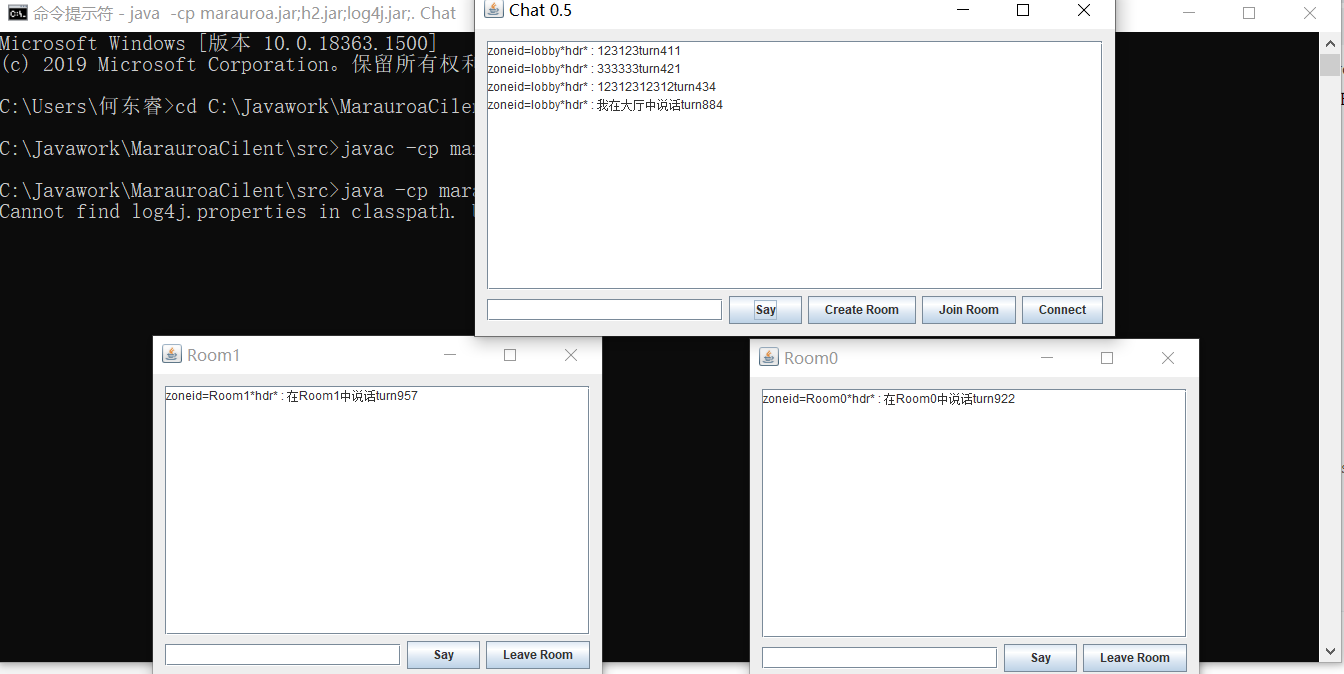 命令提示符 - java -cp marauroa.jar;h2.jar;log4j.jar;. Chat
Microsoft Windows [版本 10.0.18363.1500]
(c) 2019 Microsoft Corporation。保留所有权
C:\Users\何东睿>cd C:\Javawork\MarauroaCile
C:\Javawork\MarauroaCilent\src>javac -cp ma
C:\Javawork\MarauroaCilent\src>java -cp mar
Cannot find log4j.properties in classpath.
Chat 0.5
zoneid=lobby*hdr* : 123123turn411
zoneid=lobby*hdr* : 333333turn421
zoneid=lobby*hdr* : 12312312312turn434
zoneid=lobby*hdr* : 我在大厅中说话turn884
Say Create Room Join Room Connect
Room1
zoneid=Room1*hdr* : 在Room1中说话turn957
Say Leave Room
Room0
zoneid=Room0*hdr* : 在Room0中说话turn922
Say Leave Room